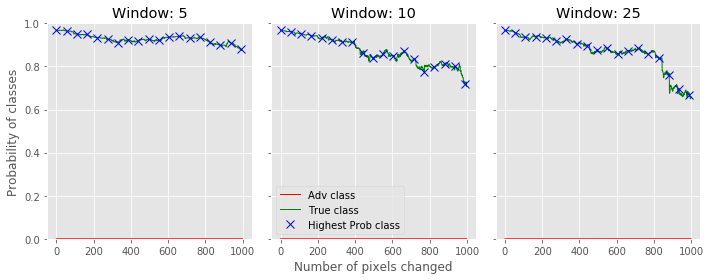 Window: 5 Window: 10 Window: 25
Probability of classes
1.0
0.8
0.6
0.4
0.2
0.0
Adv class
True class
Highest Prob class
0 200 400 600 800 1000 0 200 400 600 800 1000 0 200 400 600 800 1000
Number of pixels changed